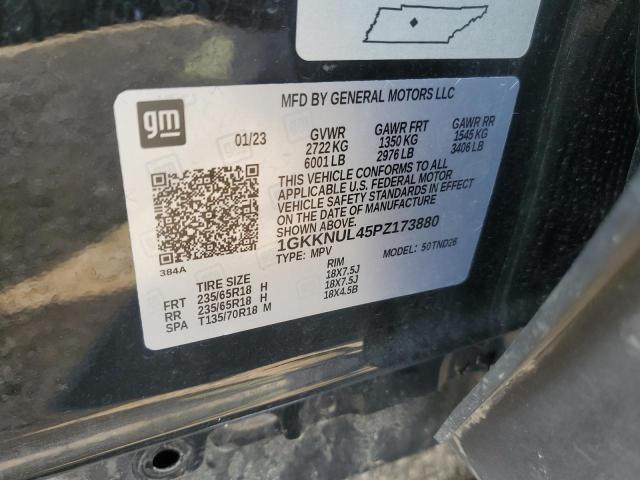 gm
MFD BY GENERAL MOTORS LLC
01/23 GVWR GAWR FRT GAWR RR
2722 KG 1350 KG 1545 KG
6001 LB 2976 LB 3406 LB
THIS VEHICLE CONFORMS TO ALL
APPLICABLE U.S. FEDERAL MOTOR
VEHICLE SAFETY STANDARDS IN EFFECT
ON THE DATE OF MANUFACTURE
SHOWN ABOVE.
1GKKNUL45PZ173880
TYPE: MPV MODEL: 50TND26
384A
TIRE SIZE RIM
FRT 235/65R18 H 18X7.5J
RR 235/65R18 H 18X7.5J
SPA T135/70R18 M 18X4.5B